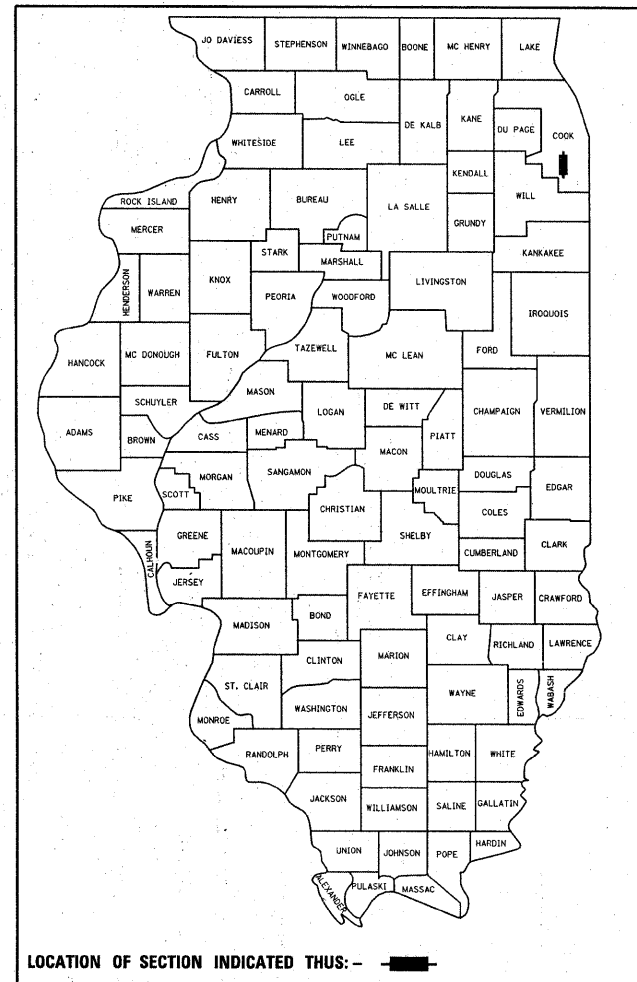 JO DAVIESS STEPHENSON WINNEBAGO BOONE MC HENRY LAKE
CARROLL OGLE DE KALB KANE DU PAGE COOK
WHITESIDE LEE
KENDALL
ROCK ISLAND HENRY BUREAU LA SALLE GRUNDY WILL
MERCER PUTNAM
STARK MARSHALL KANKAKEE
HENDERSON WARREN KNOX PEORIA WOODFORD LIVINGSTON
IROQUOIS
HANCOCK MC DONOUGH FULTON TAZEWELL MC LEAN FORD
MASON
SCHUYLER LOGAN DE WITT CHAMPAIGN VERMILION
ADAMS BROWN CASS MENARD MACON PIATT
MORGAN SANGAMON DOUGLAS
PIKE SCOTT CHRISTIAN MOULTRIE EDGAR
COLES
GREENE MACOUPIN MONTGOMERY SHELBY CUMBERLAND CLARK
CALHOUN
JERSEY FAYETTE EFFINGHAM JASPER CRAWFORD
MADISON BOND
CLINTON MARION CLAY RICHLAND LAWRENCE
ST. CLAIR WAYNE EDWARDS WABASH
WASHINGTON JEFFERSON
MONROE
RANDOLPH PERRY HAMILTON WHITE
FRANKLIN
JACKSON WILLIAMSON SALINE GALLATIN
UNION JOHNSON POPE HARDIN
ALEXANDER PULASKI MASSAC
LOCATION OF SECTION INDICATED THUS: -